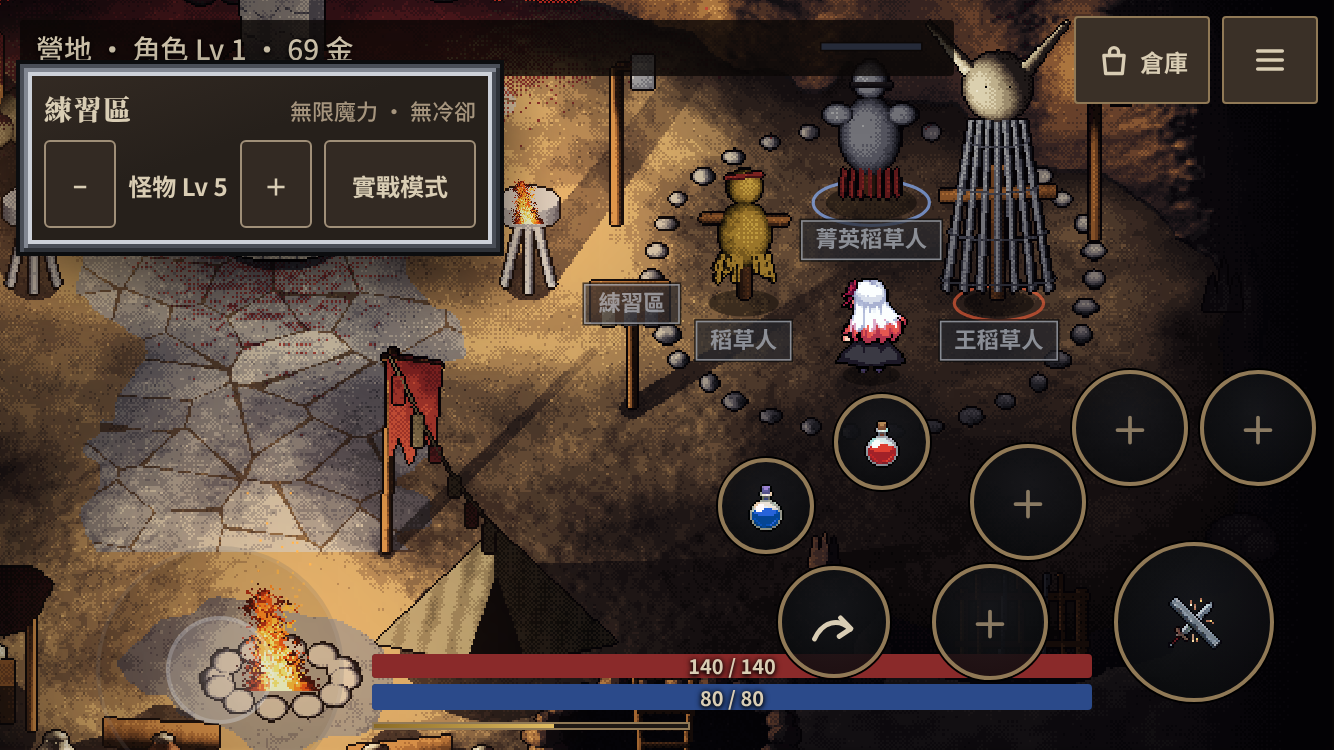 營地 • 角色 Lv 1 • 69 金
倉庫
練習區
無限魔力 • 無冷卻
− 怪物 Lv 5 + 實戰模式
菁英稻草人
練習區
稻草人
王稻草人
140 / 140
80 / 80